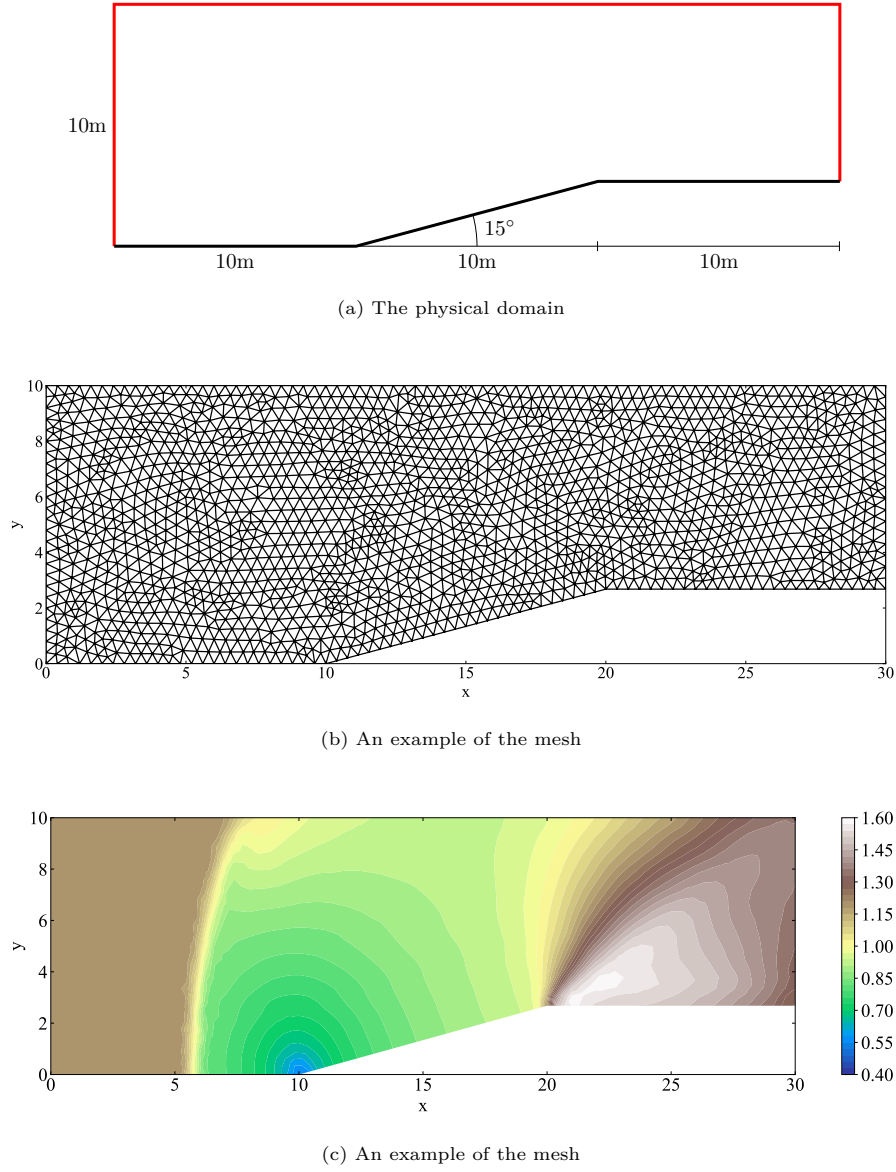 10m
15°
10m 10m 10m
(a) The physical domain
10
8
6
y
4
2
0
0 5 10 15 20 25 30
x
(b) An example of the mesh
10 1.60
1.45
8
1.30
6 1.15
y 1.00
4
0.85
2 0.70
0.55
0 0.40
0 5 10 15 20 25 30
x
(c) An example of the mesh